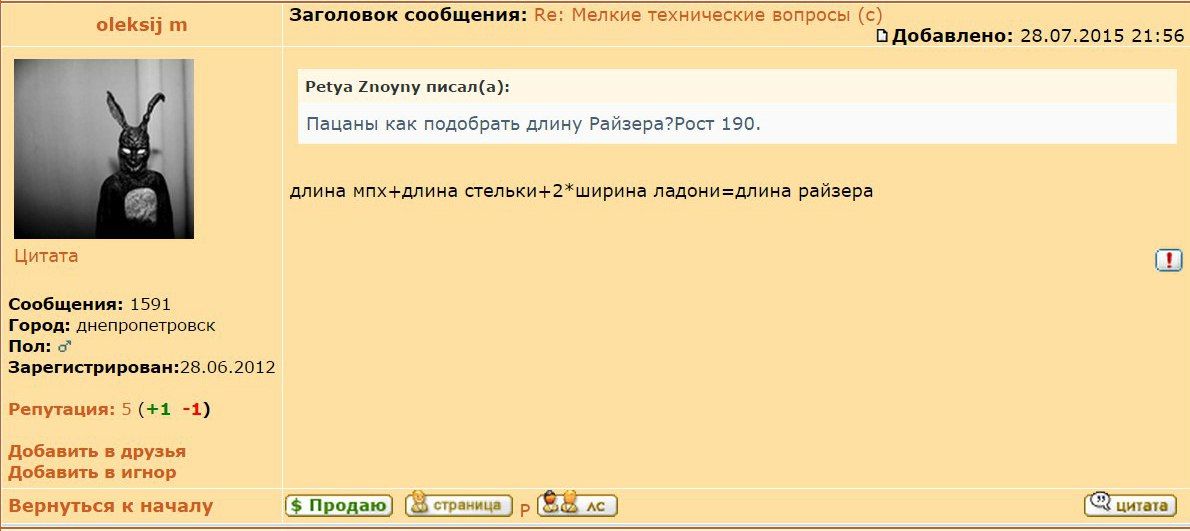 oleksij m
Заголовок сообщения: Re: Мелкие технические вопросы (с)
Добавлено: 28.07.2015 21:56
Petya Znoyny писал(а):
Пацаны как подобрать длину Райзера?Рост 190.
длина мпх+длина стельки+2*ширина ладони=длина райзера
Цитата
Сообщения: 1591
Город: днепропетровск
Пол: ♂
Зарегистрирован:28.06.2012
Репутация: 5 (+1 -1)
Добавить в друзья
Добавить в игнор
Вернуться к началу
$ Продаю страница P ЛС цитата